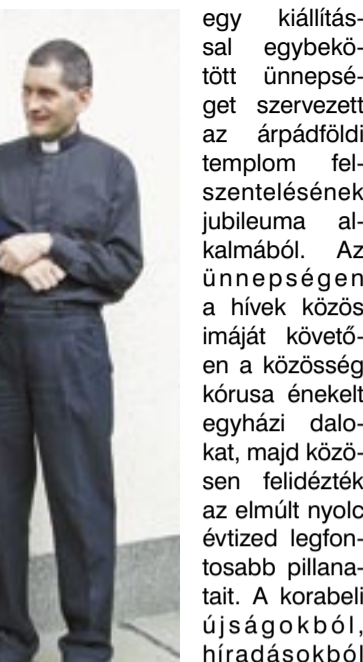 egy kiállítás-
sal egybekö-
tött ünnepsé-
get szervezett
az árpádföldi
templom fel-
szentelésének
jubileuma al-
kalmából. Az
ünnepségen
a hívek közös
imáját követő-
en a közösség
kórusa énekelt
egyházi dalo-
kat, majd közö-
sen felidézték
az elmúlt nyolc
évtized legfon-
tosabb pillana-
tait. A korabeli
újságokból,
híradásokból